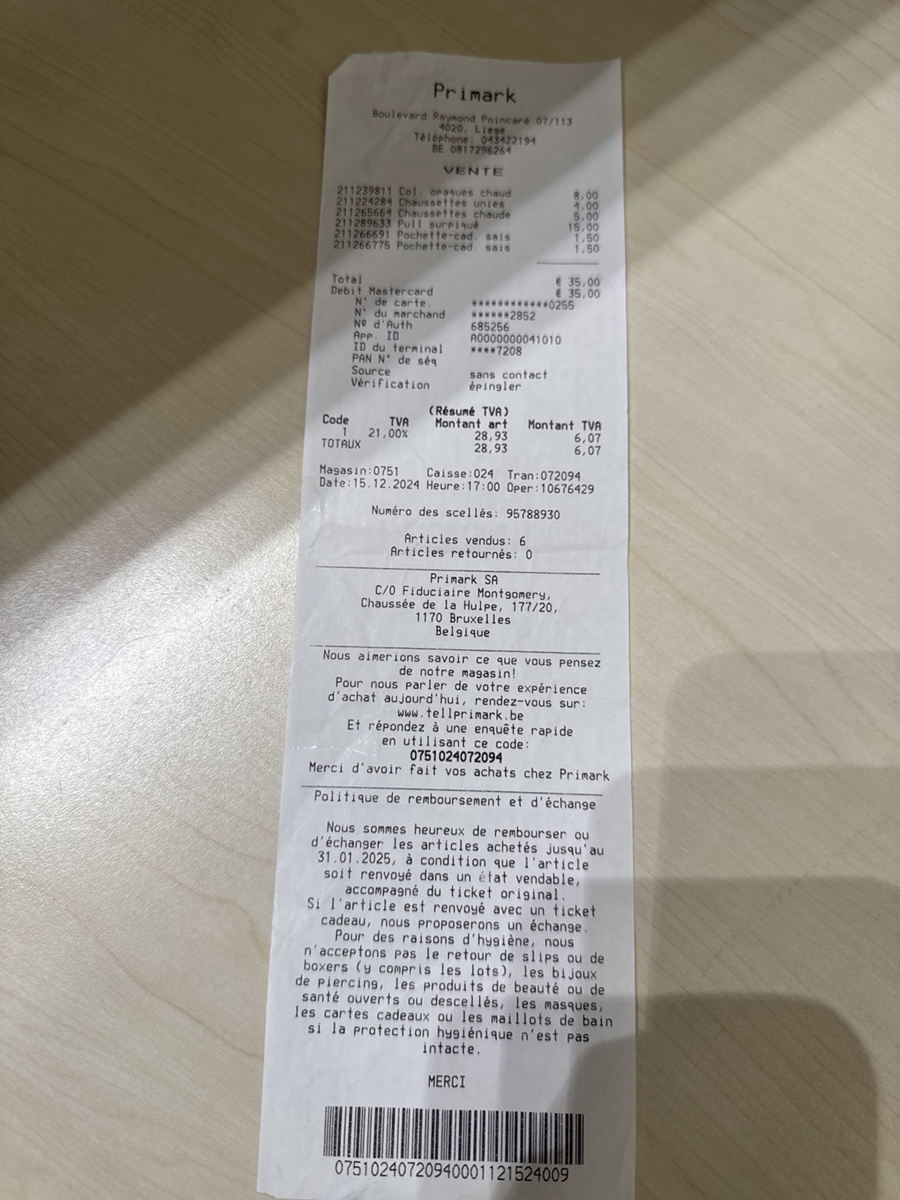 Primark
Boulevard Raymond Poincaré 07/113
4020, Liege
Téléphone: 043422194
BE 0817296264
VENTE
211239811 Col. opaques chaud 8,00
211224284 Chaussettes unies 4,00
211265664 Chaussettes chaude 5,00
211289633 Pull surpiqué 15,00
211266691 Pochette-cad. sais 1,50
211266775 Pochette-cad. sais 1,50
Total € 35,00
Debit Mastercard € 35,00
N° de carte. ************0255
N° du marchand ******2852
Nº d'Auth 685256
App. ID A0000000041010
ID du terminal ****7208
PAN N° de séq
Source sans contact
Vérification épingler
(Résumé TVA)
Code TVA Montant art Montant TVA
1 21,00% 28,93 6,07
TOTAUX 28,93 6,07
Magasin:0751 Caisse:024 Tran:072094
Date:15.12.2024 Heure:17:00 Oper:10676429
Numéro des scellés: 95788930
Articles vendus: 6
Articles retournés: 0
Primark SA
C/O Fiduciaire Montgomery,
Chaussée de la Hulpe, 177/20,
1170 Bruxelles
Belgique
Nous aimerions savoir ce que vous pensez
de notre magasin!
Pour nous parler de votre expérience
d'achat aujourd'hui, rendez-vous sur:
www.tellprimark.be
Et répondez à une enquête rapide
en utilisant ce code:
0751024072094
Merci d'avoir fait vos achats chez Primark
Politique de remboursement et d'échange
Nous sommes heureux de rembourser ou
d'échanger les articles achetés jusqu'au
31.01.2025, à condition que l'article
soit renvoyé dans un état vendable,
accompagné du ticket original.
Si l'article est renvoyé avec un ticket
cadeau, nous proposerons un échange.
Pour des raisons d'hygiène, nous
n'acceptons pas le retour de slips ou de
boxers (y compris les lots), les bijoux
de piercing, les produits de beauté ou de
santé ouverts ou descellés, les masques,
les cartes cadeaux ou les maillots de bain
si la protection hygiénique n'est pas
intacte.
MERCI
0751024072094000112152​4009